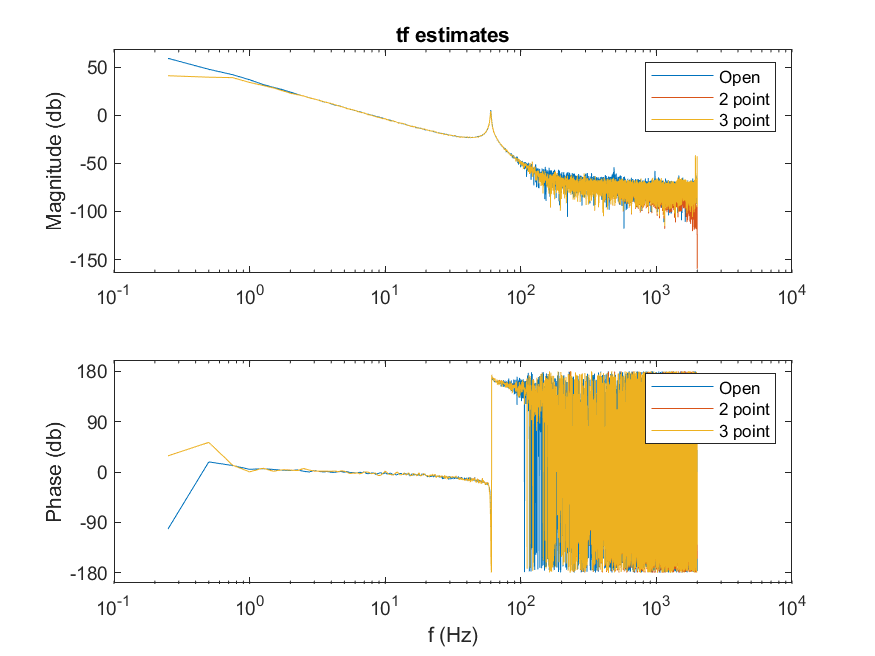 tf estimates
Magnitude (db)
50
0
-50
-100
-150
10^-1
10^0
10^1
10^2
10^3
10^4
Open
2 point
3 point
Phase (db)
180
90
0
-90
-180
10^-1
10^0
10^1
10^2
10^3
10^4
Open
2 point
3 point
f (Hz)